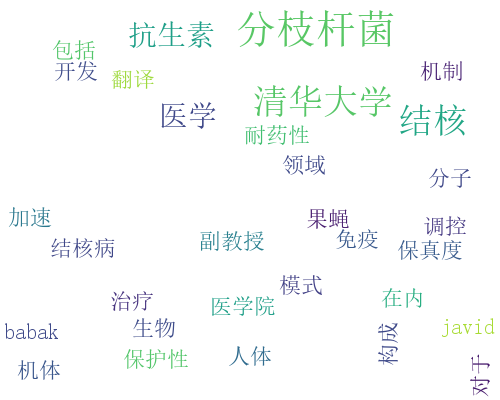 分枝杆菌
抗生素
包括
开发
翻译
机制
清华大学
医学
结核
耐药性
领域
分子
加速
果蝇
调控
副教授
免疫
保真度
结核病
模式
治疗
医学院
在内
babak
生物
构成
javid
保护性
人体
机体
对于